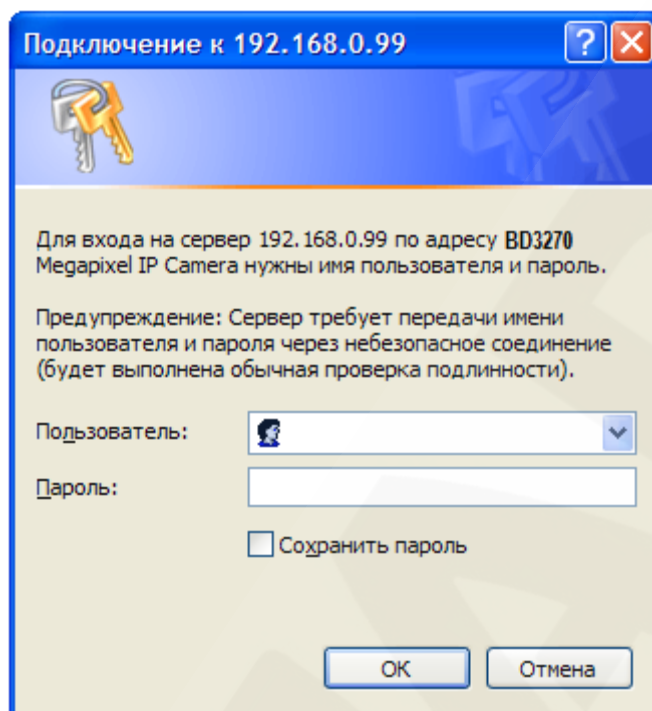 Подключение к 192.168.0.99
Для входа на сервер 192.168.0.99 по адресу BD3270
Megapixel IP Camera нужны имя пользователя и пароль.
Предупреждение: Сервер требует передачи имени
пользователя и пароля через небезопасное соединение
(будет выполнена обычная проверка подлинности).
Пользователь:
Пароль:
Сохранить пароль
ОК
Отмена